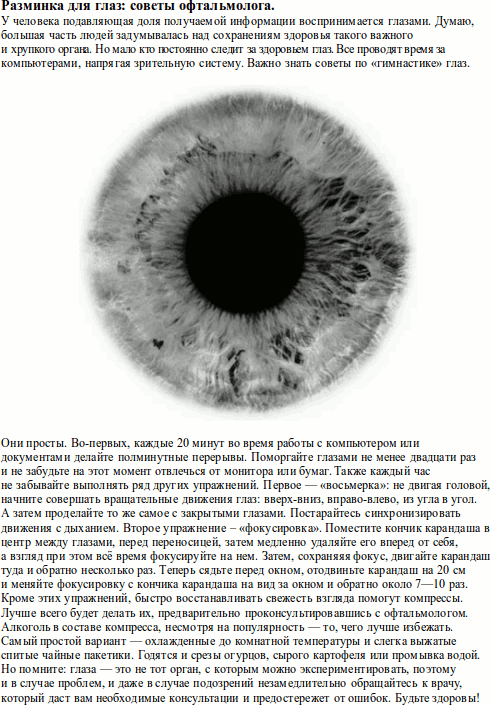 Разминка для глаз: советы офтальмолога.
У человека подавляющая доля получаемой информации воспринимается глазами. Думаю,
большая часть людей задумывалась над сохранениям здоровья такого важного
и хрупкого органа. Но мало кто постоянно следит за здоровьем глаз. Все проводят время за
компьютерами, напрягая зрительную систему. Важно знать советы по «гимнастике» глаз.
Они просты. Во-первых, каждые 20 минут во время работы с компьютером или
документами делайте полминутные перерывы. Поморгайте глазами не менее двадцати раз
и не забудьте на этот момент отвлечься от монитора или бумаг. Также каждый час
не забывайте выполнять ряд других упражнений. Первое — «восьмерка»: не двигая головой,
начните совершать вращательные движения глаз: вверх-вниз, вправо-влево, из угла в угол.
А затем проделайте то же самое с закрытыми глазами. Постарайтесь синхронизировать
движения с дыханием. Второе упражнение – «фокусировка». Поместите кончик карандаша в
центр между глазами, перед переносицей, затем медленно удаляйте его вперед от себя,
а взгляд при этом всё время фокусируйте на нем. Затем, сохраняяя фокус, двигайте карандаш
туда и обратно несколько раз. Теперь сядьте перед окном, отодвиньте карандаш на 20 см
и меняйте фокусировку с кончика карандаша на вид за окном и обратно около 7—10 раз.
Кроме этих упражнений, быстро восстанавливать свежесть взгляда помогут компрессы.
Лучше всего будет делать их, предварительно проконсультировавшись с офтальмологом.
Алкоголь в составе компресса, несмотря на популярность — то, чего лучше избежать.
Самый простой вариант — охлажденные до комнатной температуры и слегка выжатые
спитые чайные пакетики. Годятся и срезы огурцов, сырого картофеля или промывка водой.
Но помните: глаза — это не тот орган, с которым можно экспериментировать, поэтому
и в случае проблем, и даже в случае подозрений незамедлительно обращайтесь к врачу,
который даст вам необходимые консультации и предостережет от ошибок. Будьте здоровы!